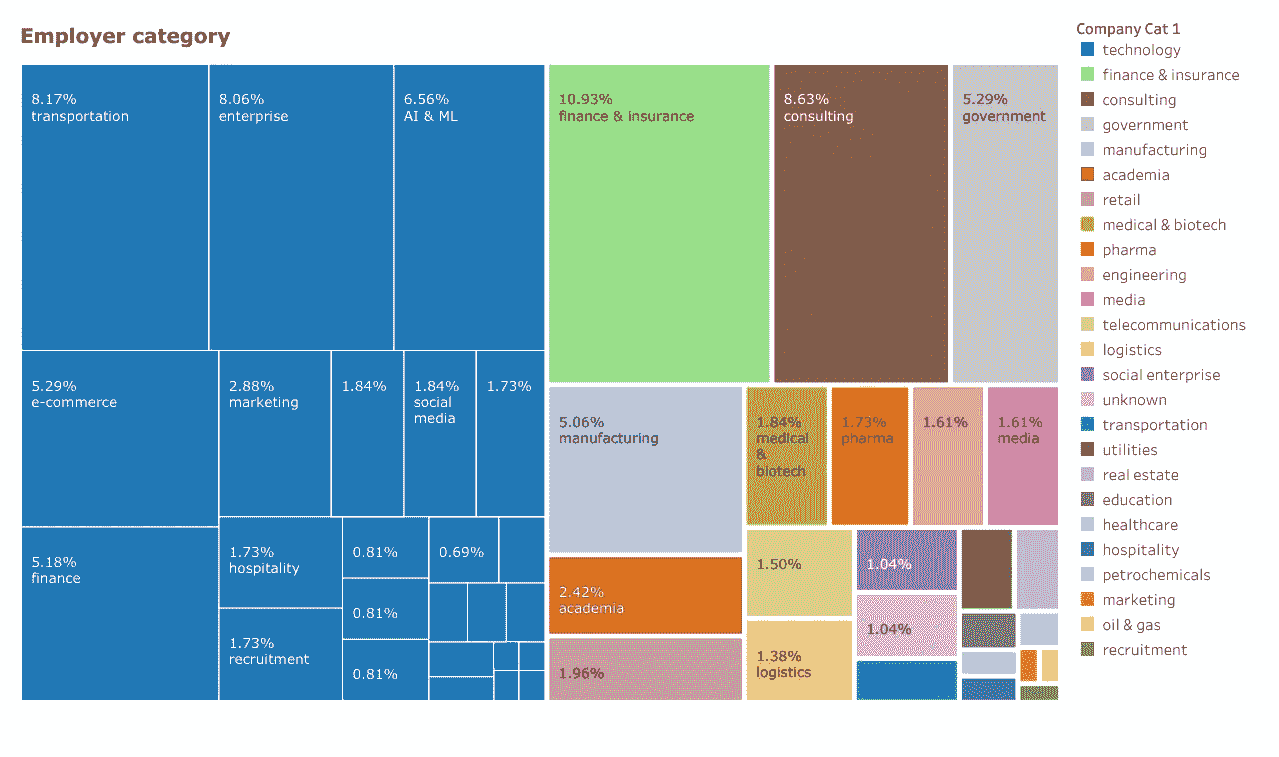 Employer category
8.17%
transportation
8.06%
enterprise
6.56%
AI & ML
10.93%
finance & insurance
8.63%
consulting
5.29%
government
5.29%
e-commerce
2.88%
marketing
1.84%
1.84%
social
media
1.73%
5.06%
manufacturing
1.84%
medical
&
biotech
1.73%
pharma
1.61%
1.61%
media
5.18%
finance
1.73%
hospitality
0.81%
0.69%
0.81%
1.73%
recruitment
0.81%
2.42%
academia
1.96%
1.50%
1.38%
logistics
1.04%
1.04%
Company Cat 1
technology
finance & insurance
consulting
government
manufacturing
academia
retail
medical & biotech
pharma
engineering
media
telecommunications
logistics
social enterprise
unknown
transportation
utilities
real estate
education
healthcare
hospitality
petrochemicals
marketing
oil & gas
recruitment